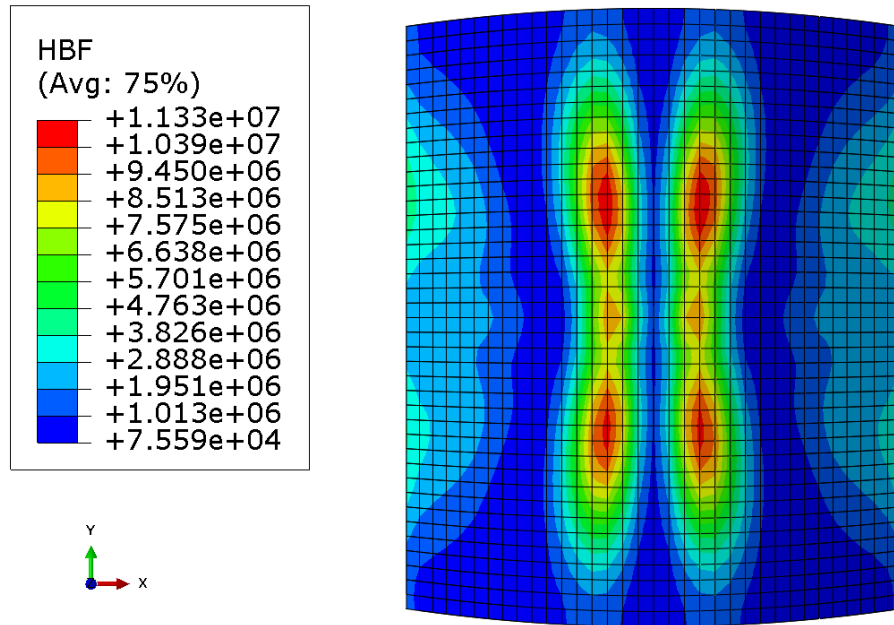 HBF
(Avg: 75%)
+1.133e+07
+1.039e+07
+9.450e+06
+8.513e+06
+7.575e+06
+6.638e+06
+5.701e+06
+4.763e+06
+3.826e+06
+2.888e+06
+1.951e+06
+1.013e+06
+7.559e+04
Y
X